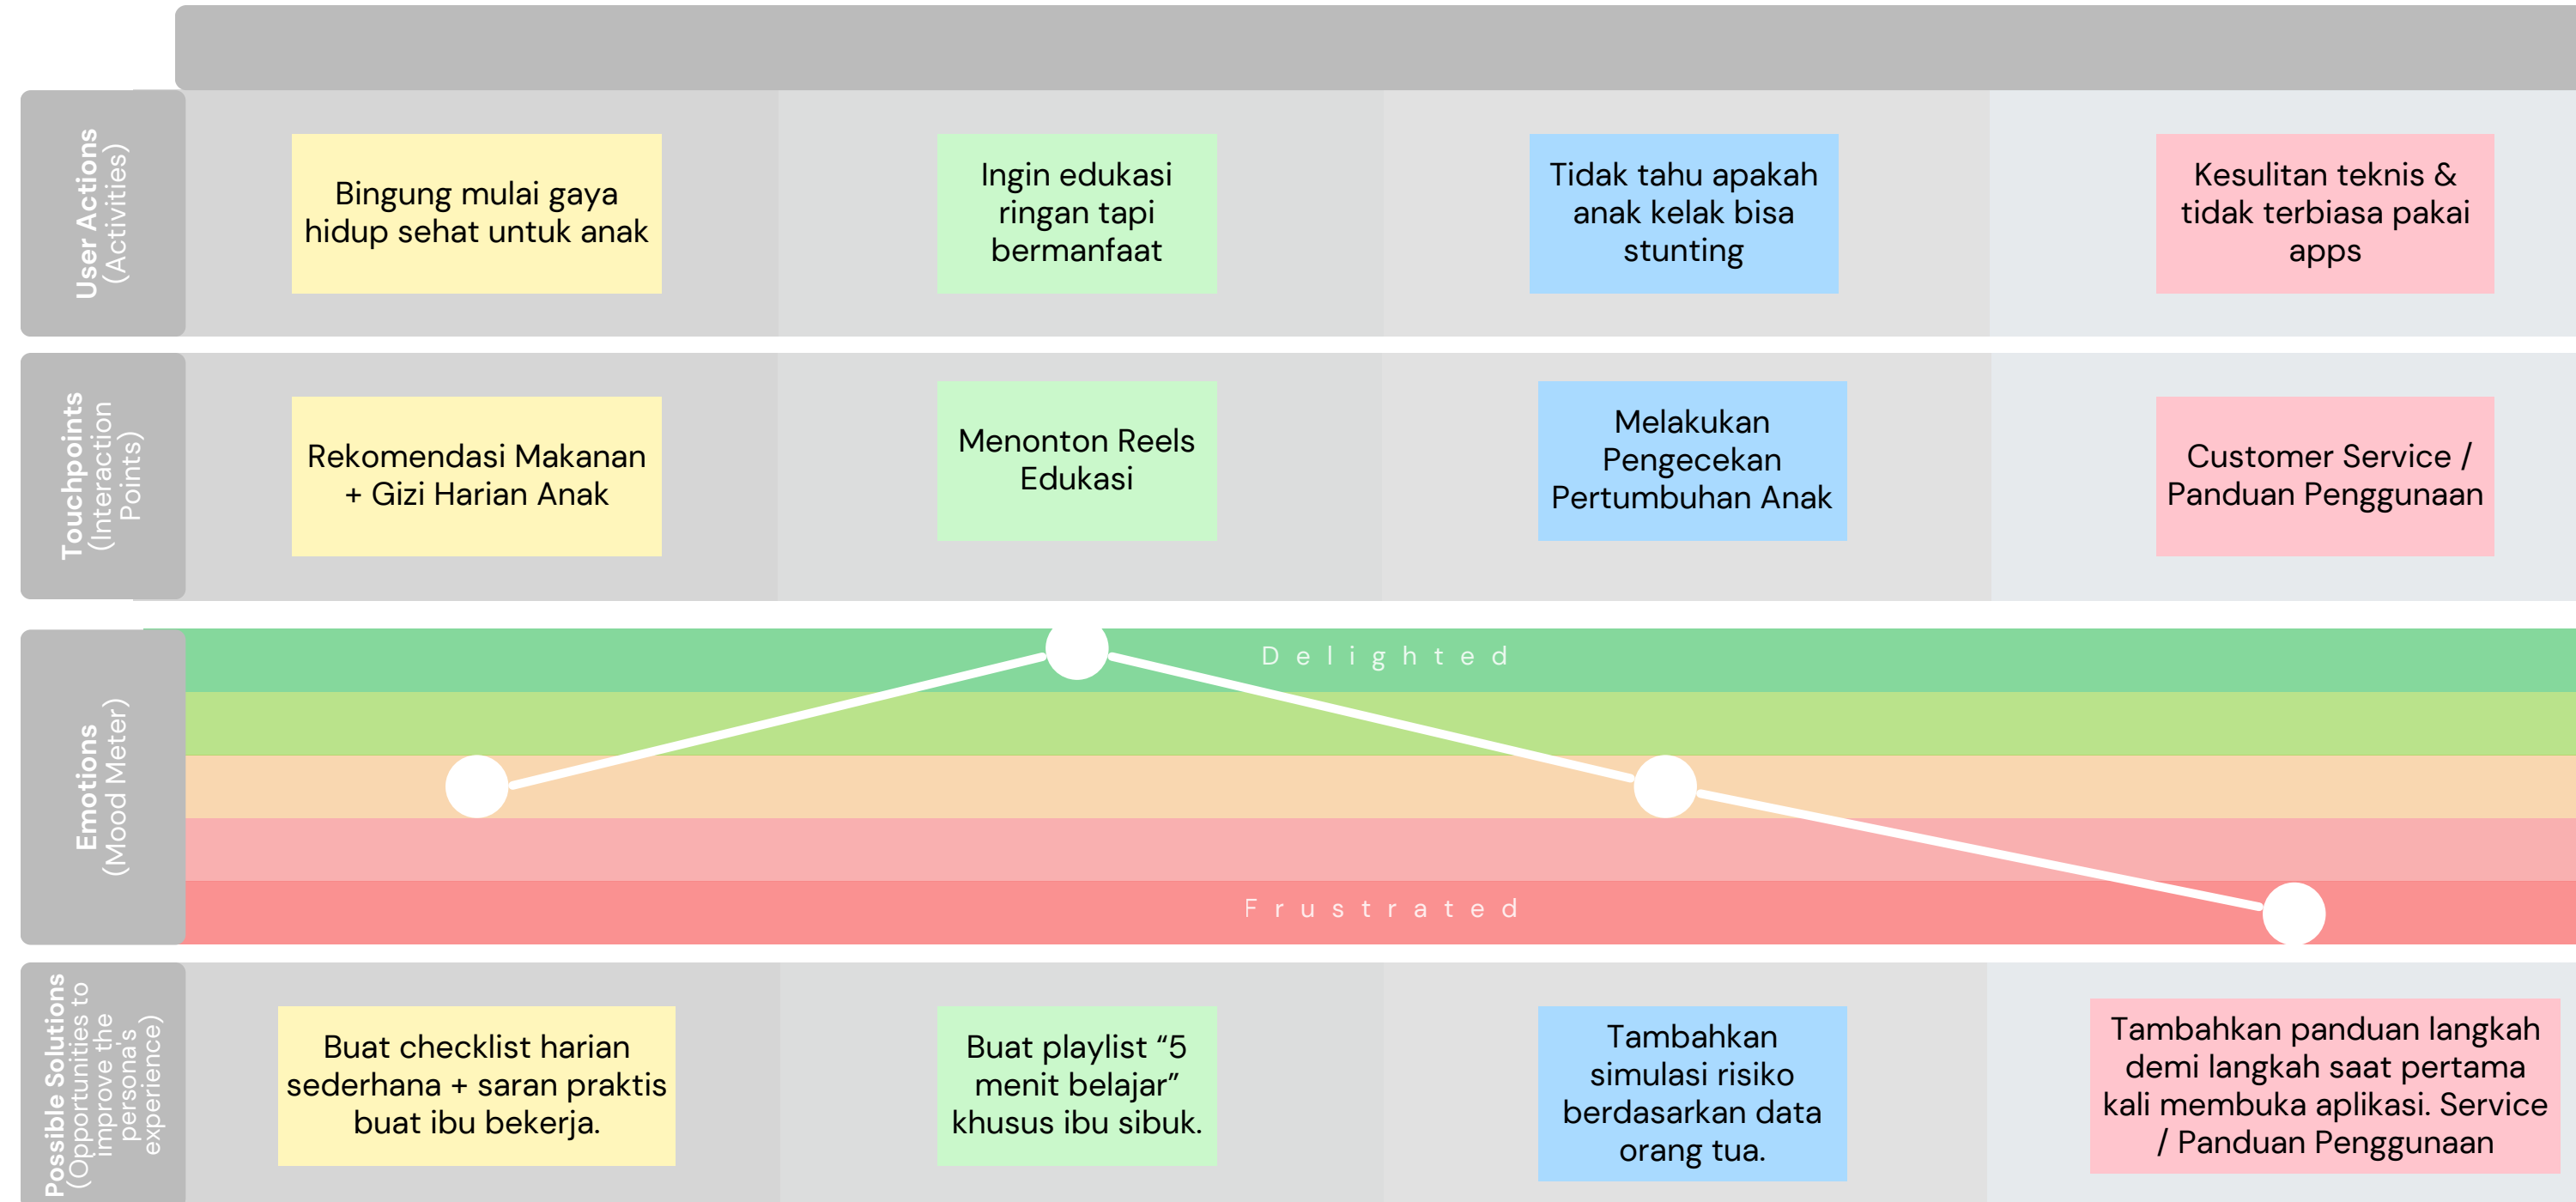 User Actions
(Activities)
Bingung mulai gaya
hidup sehat untuk anak
Ingin edukasi
ringan tapi
bermanfaat
Tidak tahu apakah
anak kelak bisa
stunting
Kesulitan teknis &
tidak terbiasa pakai
apps
Touchpoints
(Interaction
Points)
Rekomendasi Makanan
+ Gizi Harian Anak
Menonton Reels
Edukasi
Melakukan
Pengecekan
Pertumbuhan Anak
Customer Service /
Panduan Penggunaan
Emotions
(Mood Meter)
Delighted
Frustrated
Possible Solutions
(Opportunities to
improve the
persona's
experience)
Buat checklist harian
sederhana + saran praktis
buat ibu bekerja.
Buat playlist “5
menit belajar”
khusus ibu sibuk.
Tambahkan
simulasi risiko
berdasarkan data
orang tua.
Tambahkan panduan langkah
demi langkah saat pertama
kali membuka aplikasi. Service
/ Panduan Penggunaan